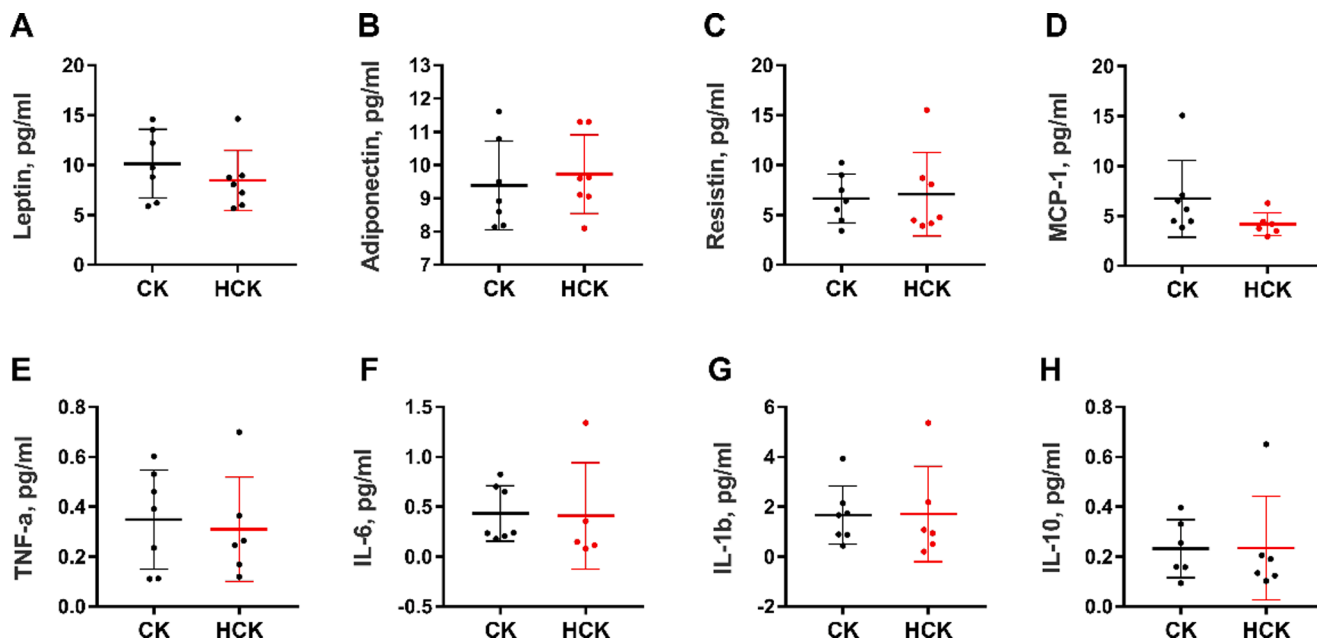 A
Leptin, pg/ml
20
15
10
5
0
CK HCK
B
Adiponectin, pg/ml
13
12
11
10
9
8
7
CK HCK
C
Resistin, pg/ml
20
15
10
5
0
CK HCK
D
MCP-1, pg/ml
20
15
10
5
0
CK HCK
E
TNF-a, pg/ml
0.8
0.6
0.4
0.2
0.0
CK HCK
F
IL-6, pg/ml
1.5
1.0
0.5
0.0
-0.5
CK HCK
G
IL-1b, pg/ml
6
4
2
0
-2
CK HCK
H
IL-10, pg/ml
0.8
0.6
0.4
0.2
0.0
CK HCK